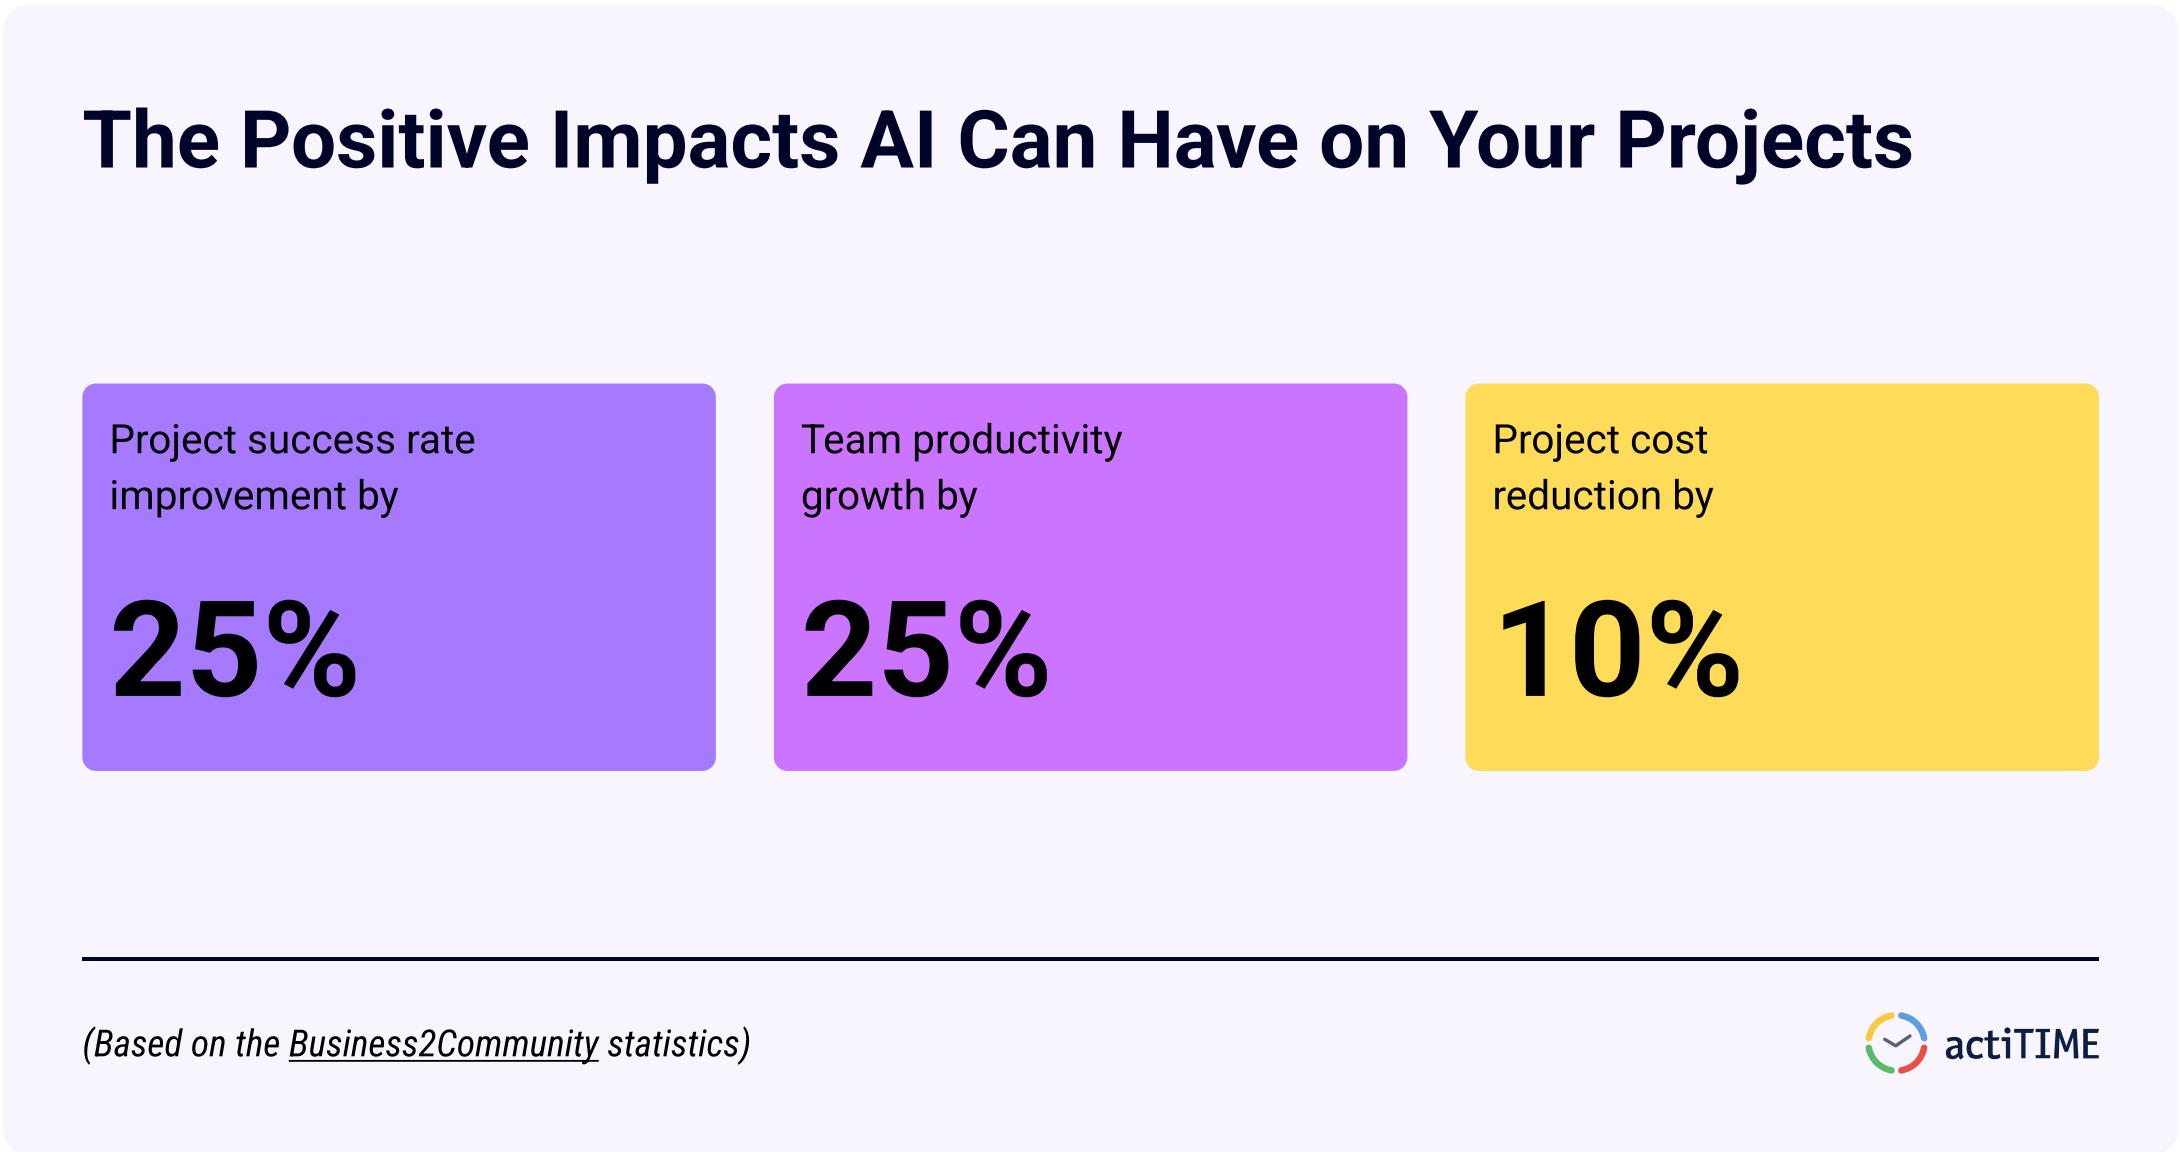 The Positive Impacts AI Can Have on Your Projects
Project success rate
improvement by
25%
Team productivity
growth by
25%
Project cost
reduction by
10%
(Based on the Business2Community statistics)
actiTIME